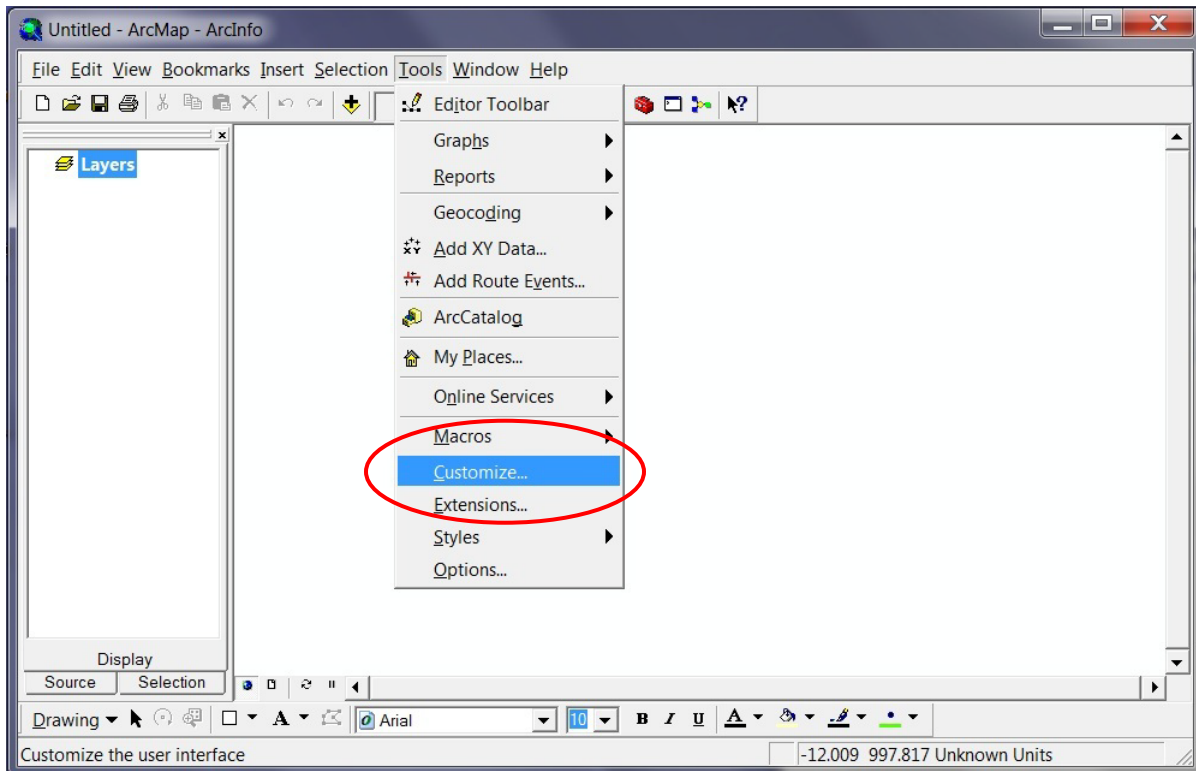 Untitled - ArcMap - ArcInfo
File Edit View Bookmarks Insert Selection Tools Window Help
Layers
Editor Toolbar
Graphs
Reports
Geocoding
Add XY Data...
Add Route Events...
ArcCatalog
My Places...
Online Services
Macros
Customize...
Extensions...
Styles
Options...
Display
Source Selection
Drawing A Arial 10 B I U A
Customize the user interface -12.009 997.817 Unknown Units